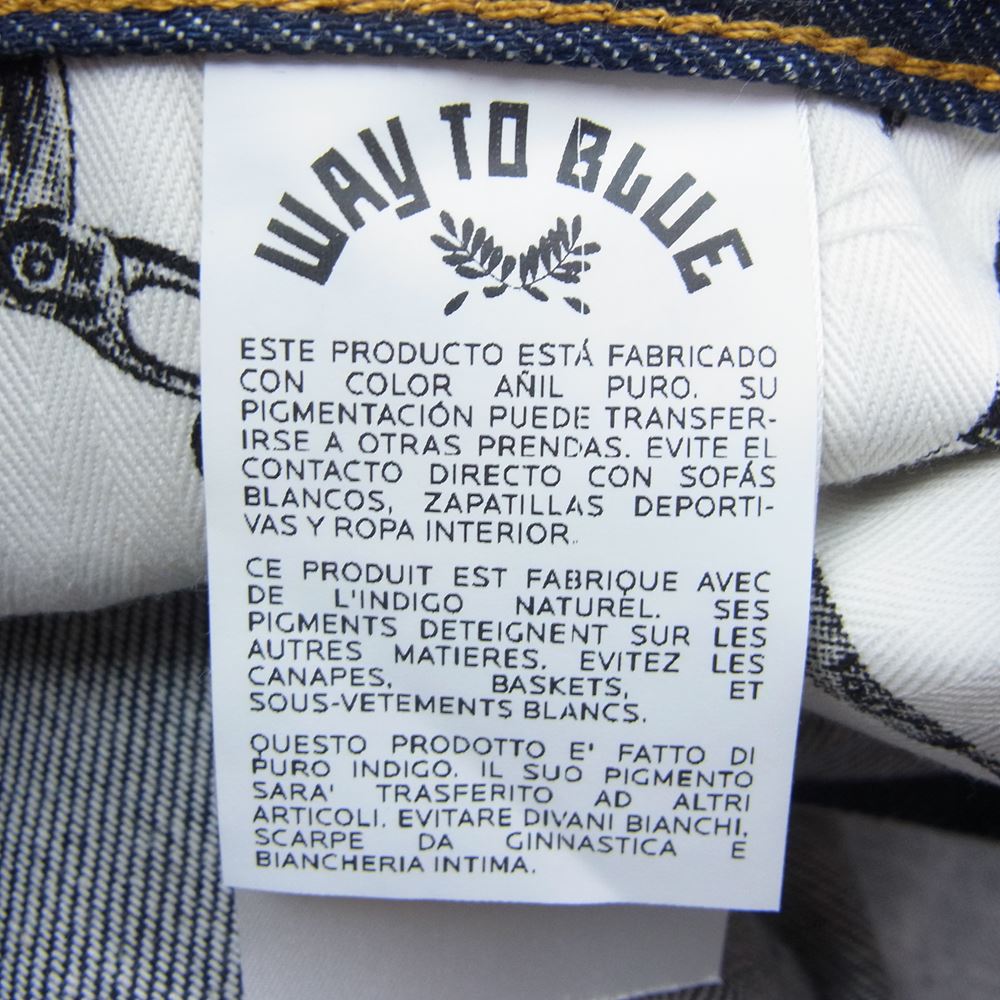 WAY TO BLUE
ESTE PRODUCTO ESTÁ FABRICADO
CON COLOR AÑIL PURO. SU
PIGMENTACIÓN PUEDE TRANSFER-
IRSE A OTRAS PRENDAS. EVITE EL
CONTACTO DIRECTO CON SOFÁS
BLANCOS, ZAPATILLAS DEPORTI-
VAS Y ROPA INTERIOR.
CE PRODUIT EST FABRIQUE AVEC
DE L'INDIGO NATUREL. SES
PIGMENTS DETEIGNENT SUR LES
AUTRES MATIERES. EVITEZ LES
CANAPES, BASKETS, ET
SOUS-VETEMENTS BLANCS.
QUESTO PRODOTTO E' FATTO DI
PURO INDIGO. IL SUO PIGMENTO
SARA' TRASFERITO AD ALTRI
ARTICOLI. EVITARE DIVANI BIANCHI,
SCARPE DA GINNASTICA E
BIANCHERIA INTIMA.